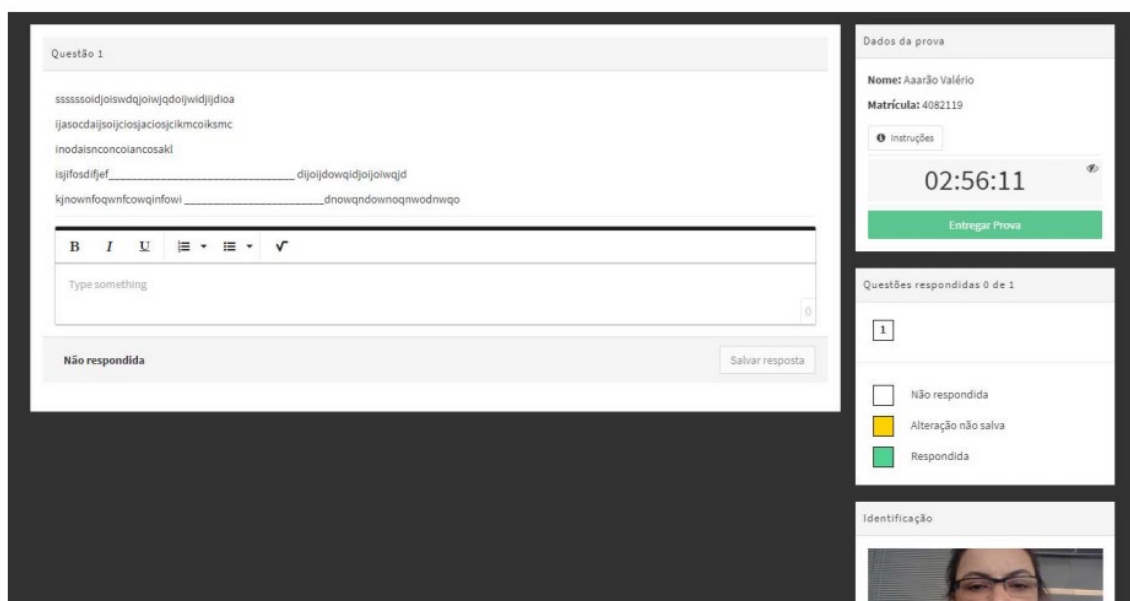 Questão 1
ssssssoidjoiswdqjoiwjqdoijwidjijdioa
ijasocdaijsoijciosjaciosjcikmcoiksmc
inodaisnconcoiancosakl
isjifosdifjef________________________________ dijoijdowqidjoijoiwqjd
kjnownfoqwnfcowqinfowi ________________________dnowqndownoqnwodnwqo
B I U
Type something
0
Não respondida
Salvar resposta
Dados da prova
Nome: Aaarão Valério
Matrícula: 4082119
Instruções
02:56:11
Entregar Prova
Questões respondidas 0 de 1
1
Não respondida
Alteração não salva
Respondida
Identificação